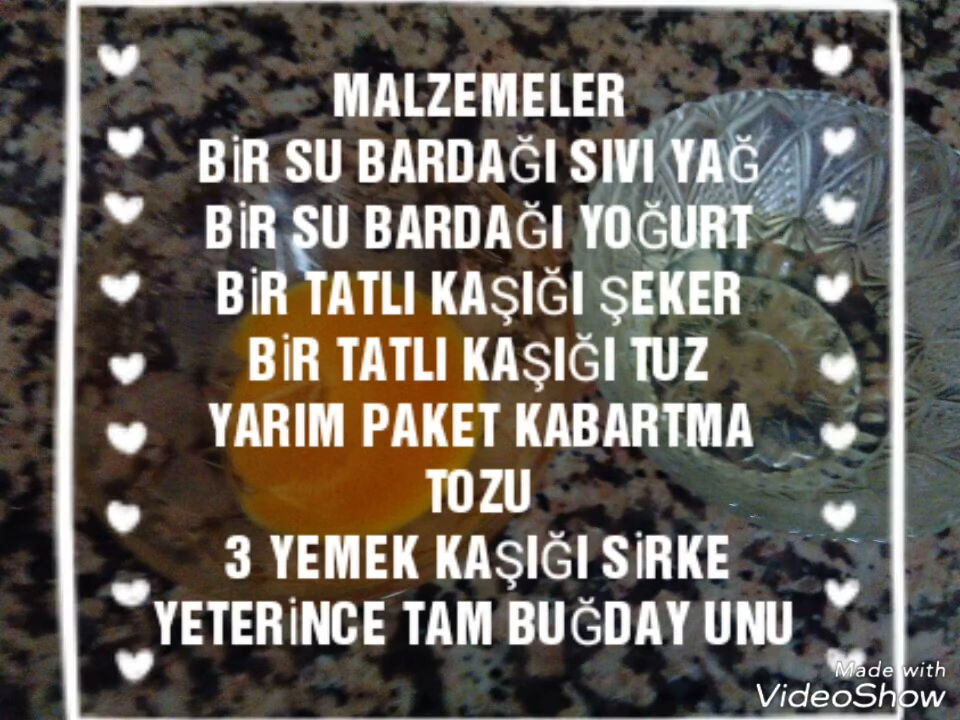 MALZEMELER
BİR SU BARDAĞI SIVI YAĞ
BİR SU BARDAĞI YOĞURT
BİR TATLI KAŞIĞI ŞEKER
BİR TATLI KAŞIĞI TUZ
YARIM PAKET KABARTMA
TOZU
3 YEMEK KAŞIĞI SİRKE
YETERİNCE TAM BUĞDAY UNU
Made with
VideoShow